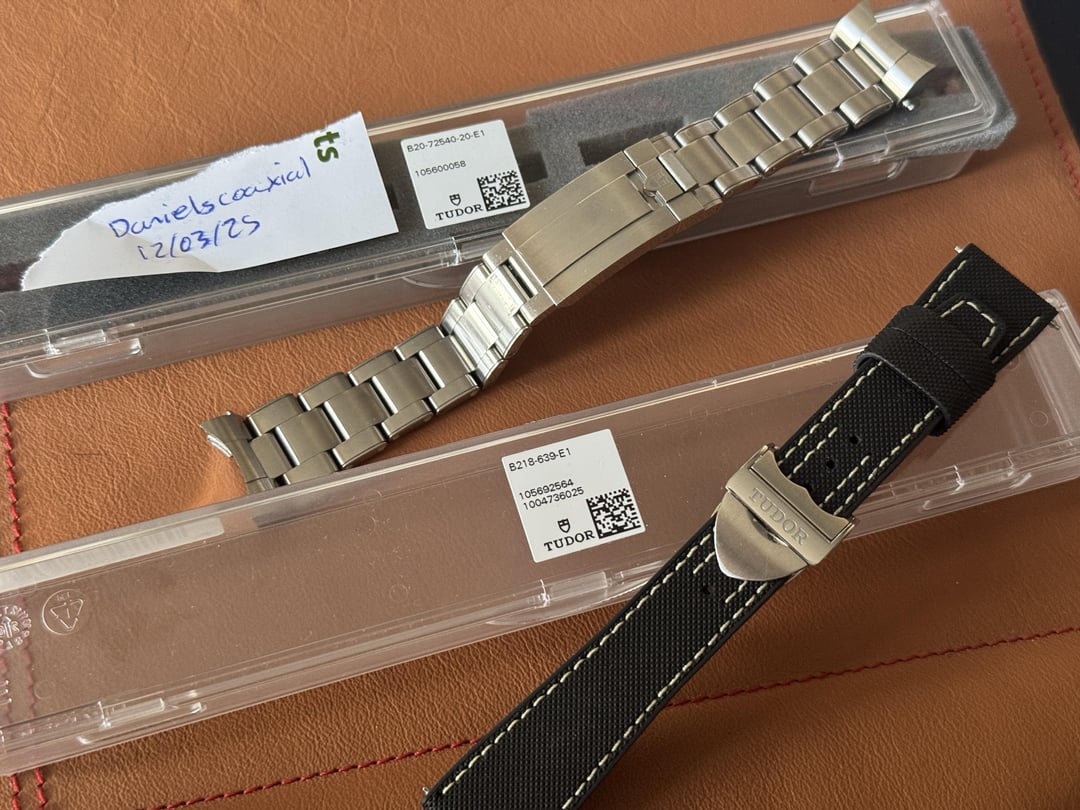 ts
Danielscoaxial
12/03/25
B20-72540-20-E1
105600058
TUDOR
B218-639-E1
105692564
1004736025
TUDOR
TUDOR